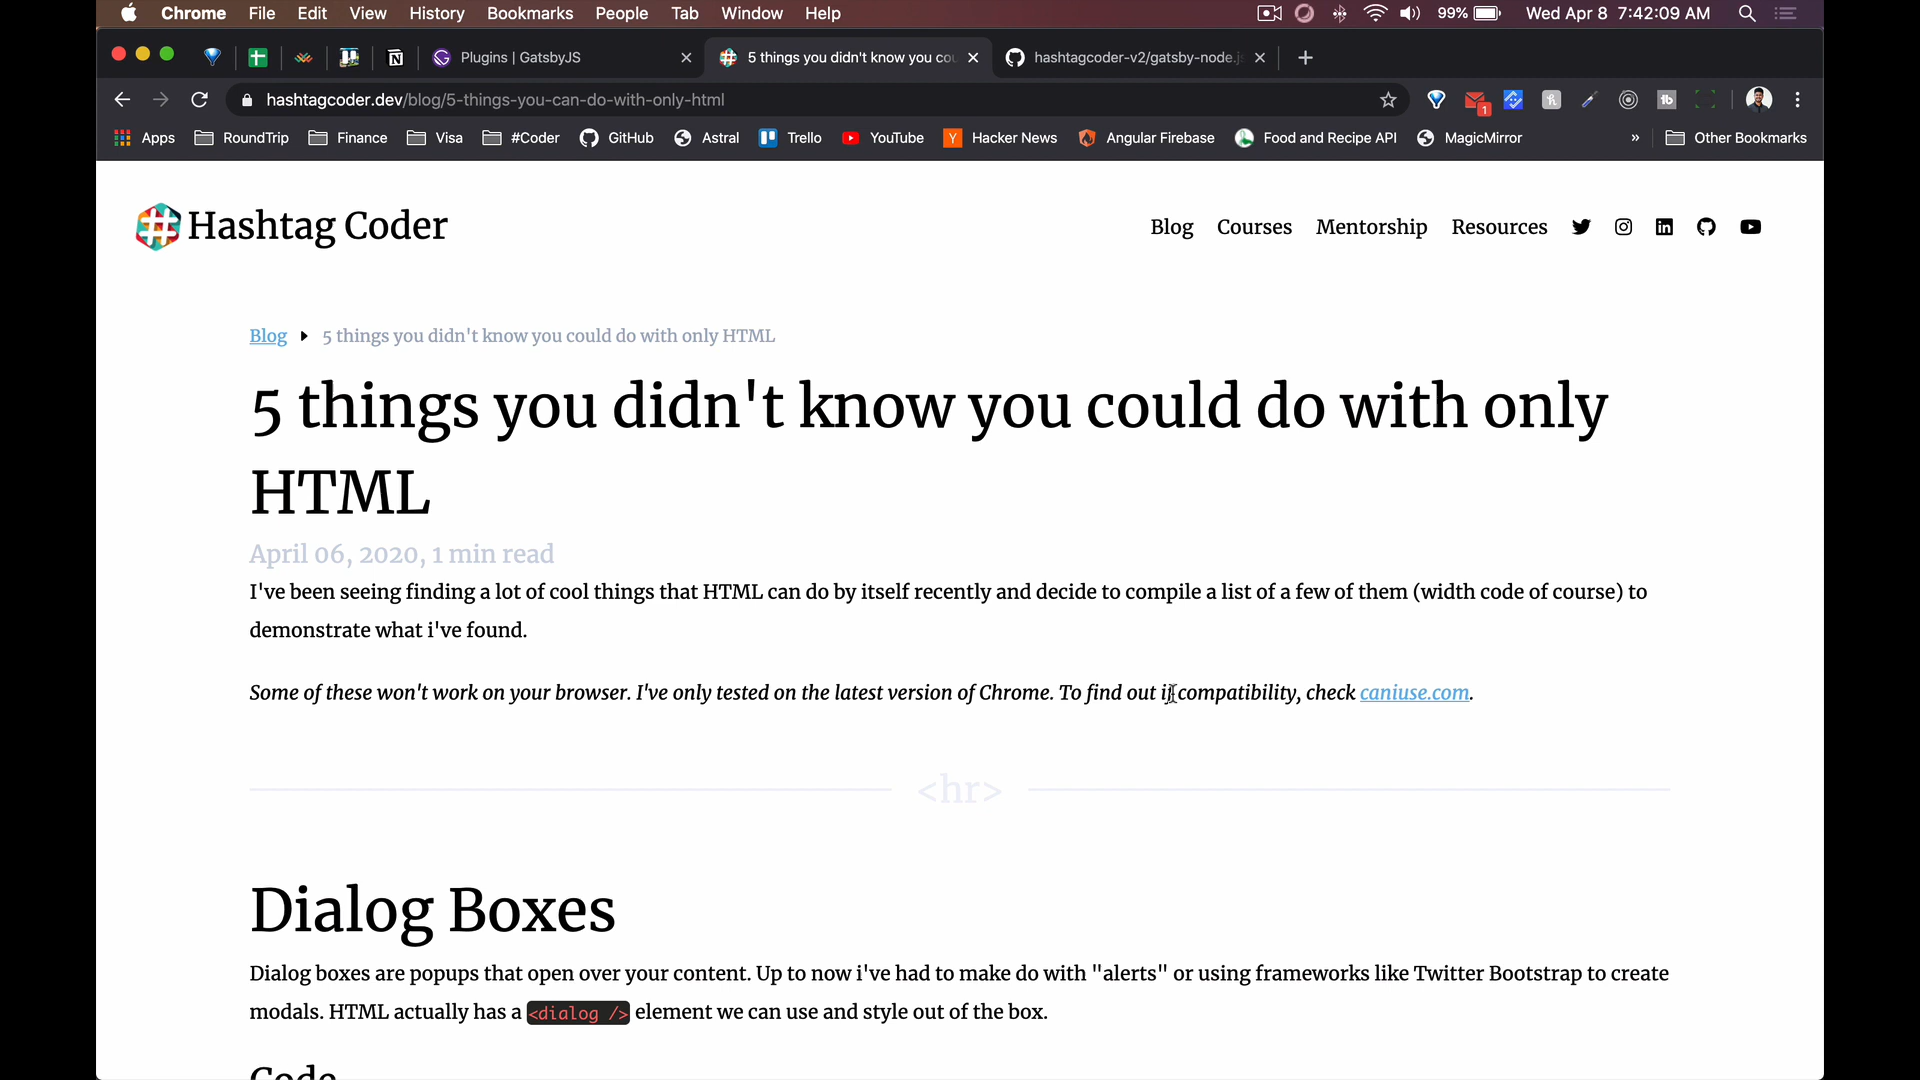 Chrome File Edit View History Bookmarks People Tab Window Help 99% Wed Apr 8 7:42:09 AM
Plugins | GatsbyJS 5 things you didn't know you cou hashtagcoder-v2/gatsby-node.js
hashtagcoder.dev/blog/5-things-you-can-do-with-only-html 1
Apps RoundTrip Finance Visa #Coder GitHub Astral Trello YouTube Hacker News Angular Firebase Food and Recipe API MagicMirror » Other Bookmarks
Hashtag Coder Blog Courses Mentorship Resources
Blog 5 things you didn't know you could do with only HTML
5 things you didn't know you could do with only
HTML
April 06, 2020, 1 min read
I've been seeing finding a lot of cool things that HTML can do by itself recently and decide to compile a list of a few of them (width code of course) to
demonstrate what i've found.
Some of these won't work on your browser. I've only tested on the latest version of Chrome. To find out compatibility, check caniuse.com.
<hr>
Dialog Boxes
Dialog boxes are popups that open over your content. Up to now i've had to make do with "alerts" or using frameworks like Twitter Bootstrap to create
modals. HTML actually has a <dialog /> element we can use and style out of the box.
Code